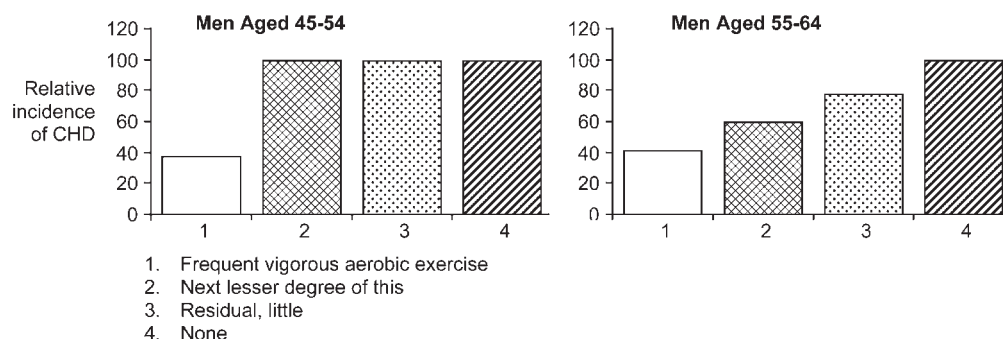 Men Aged 45-54
120
100
80
60
40
20
0
Relative
incidence
of CHD
1 2 3 4
Men Aged 55-64
120
100
80
60
40
20
0
1 2 3 4
1. Frequent vigorous aerobic exercise
2. Next lesser degree of this
3. Residual, little
4. None